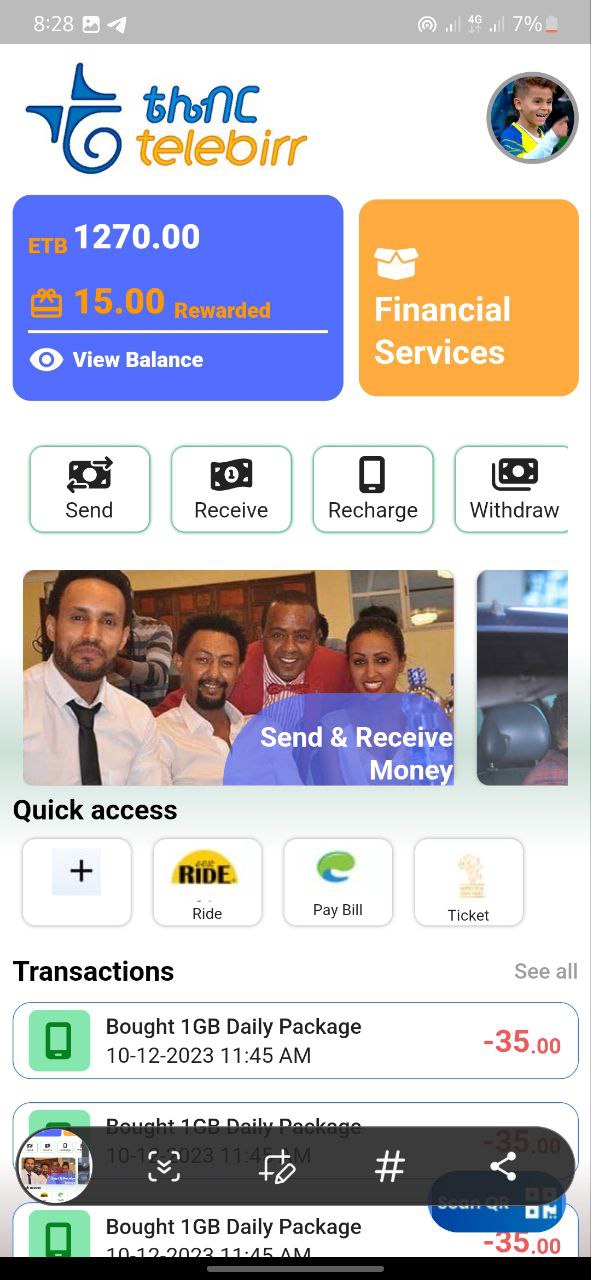 8:28
4G
7%
ቴሌብር
telebirr
ETB 1270.00
15.00 Rewarded
View Balance
Financial
Services
Send
Receive
Recharge
Withdraw
Send & Receive
Money
Quick access
RIDE
Ride
Pay Bill
Ticket
Transactions
See all
Bought 1GB Daily Package
10-12-2023 11:45 AM
-35.00
Bought 1GB Daily Package
10-12-2023 11:45 AM
-35.00
Scan QR
Bought 1GB Daily Package
10-12-2023 11:45 AM
-35.00